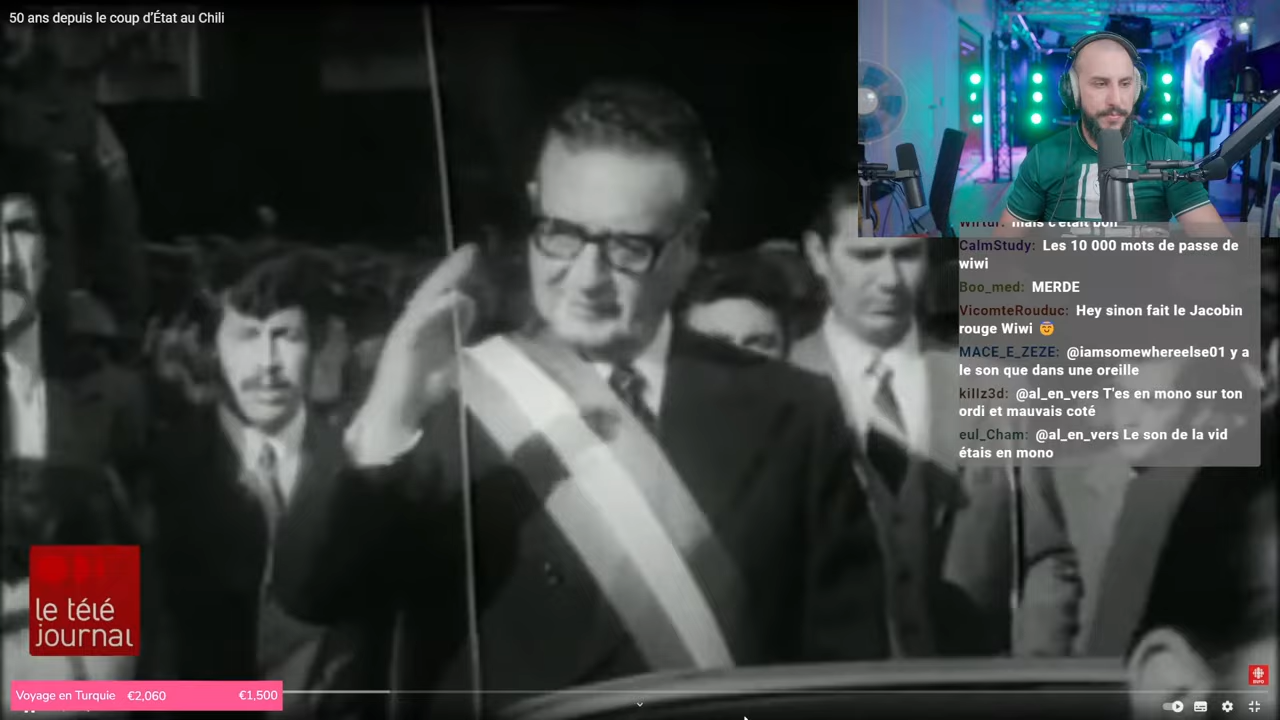 50 ans depuis le coup d'État au Chili
mais c'était bon
CalmStudy: Les 10 000 mots de passe de
wiwi
Boo_med: MERDE
VicomteRouduc: Hey sinon fait le Jacobin
rouge Wiwi 😇
MACE_E_ZEZE: @iamsomewhereelse01 y a
le son que dans une oreille
killz3d: @al_en_vers T'es en mono sur ton
ordi et mauvais coté
eul_Cham: @al_en_vers Le son de la vid
étais en mono
le télé
journal
Voyage en Turquie €2,060 €1,500